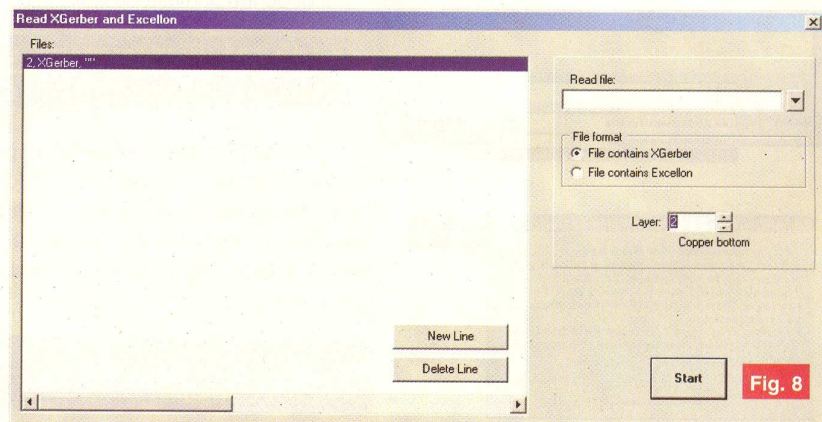 Read XGerber and Excellon
Files:
2, XGerber, ""
Read file:
File format
File contains XGerber
File contains Excellon
Layer: 2
Copper bottom
New Line
Delete Line
Start
Fig. 8